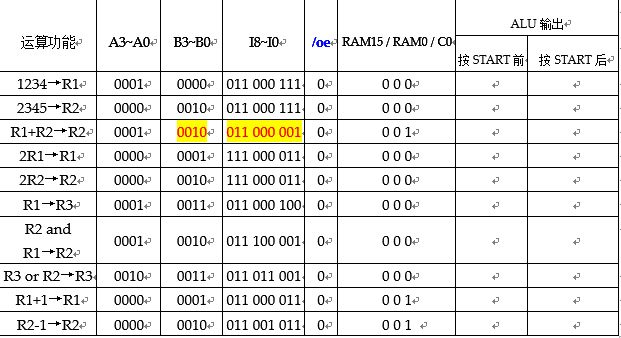 运算功能 A3~A0 B3~B0 I8~I0 /oe RAM15 / RAM0 / C0 ALU 输出
按 START 前 按 START 后
1234→R1 0001 0000 011 000 111 0 0 0 0
2345→R2 0000 0010 011 000 111 0 0 0 0
R1+R2→R2 0001 0010 011 000 001 0 0 0 1
2R1→R1 0000 0001 111 000 011 0 0 0 0
2R2→R2 0000 0010 111 000 011 0 0 0 0
R1→R3 0001 0011 011 000 100 0 0 0 0
R2 and
R1→R2 0001 0010 011 100 001 0 0 0 0
R3 or R2→R3 0010 0011 011 011 001 0 0 0 0
R1+1→R1 0000 0001 011 000 011 0 0 0 1
R2-1→R2 0000 0010 011 001 011 0 0 0 1